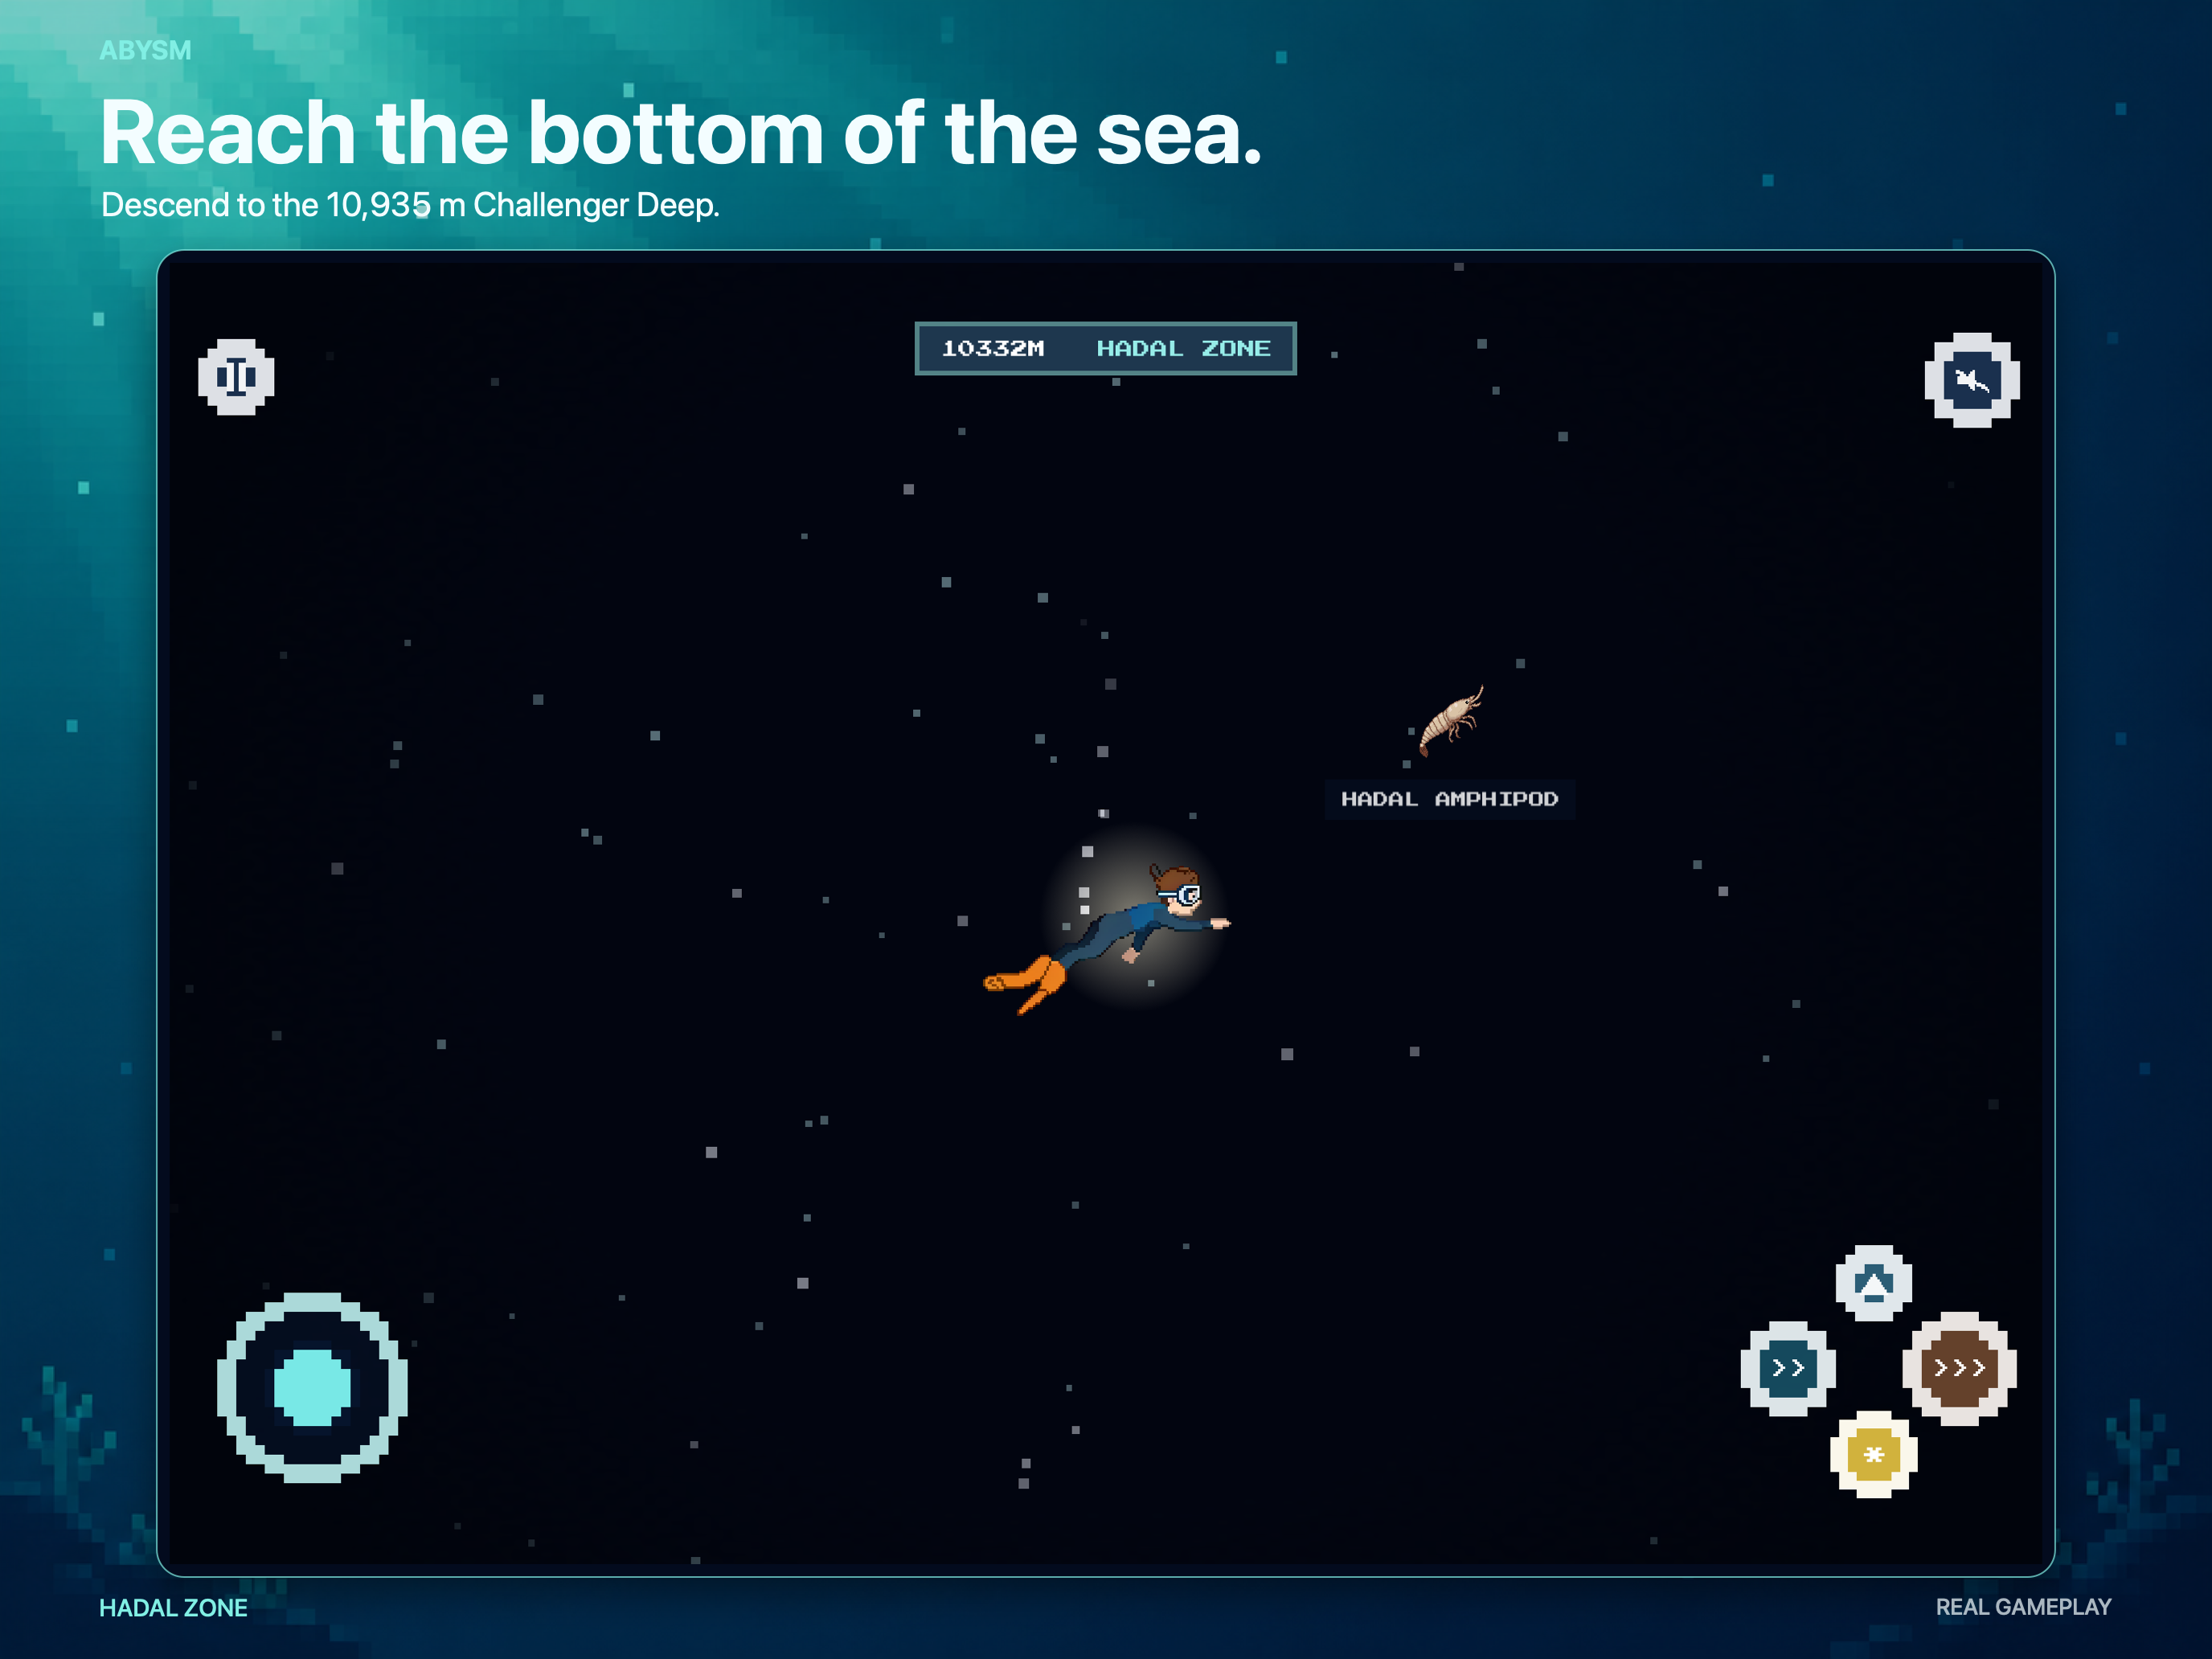 ABYSM
Reach the bottom of the sea.
Descend to the 10,935 m Challenger Deep.
10332M HADAL ZONE
HADAL AMPHIPOD
>> >>>
*
HADAL ZONE
REAL GAMEPLAY